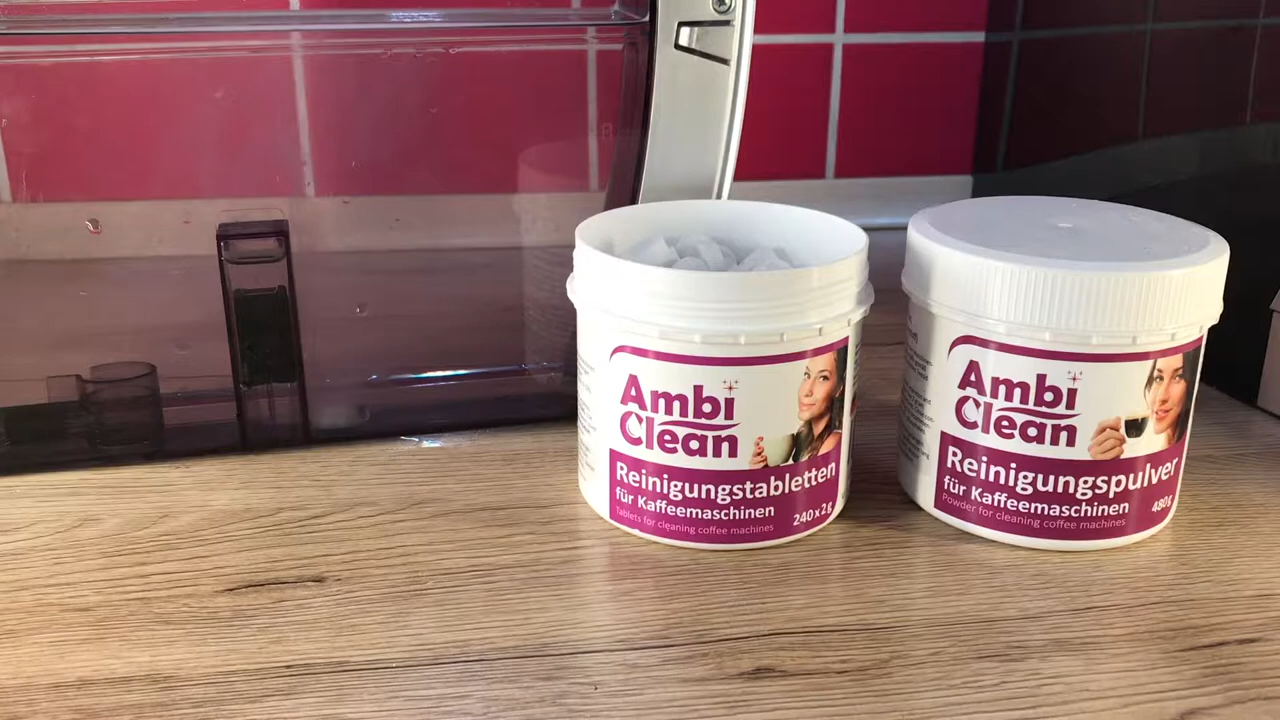 Ambi
Clean
Reinigungstabletten
für Kaffeemaschinen
Tablets for cleaning coffee machines
240x2g
Ambi
Clean
Reinigungspulver
für Kaffeemaschinen
Powder for cleaning coffee machines
480g